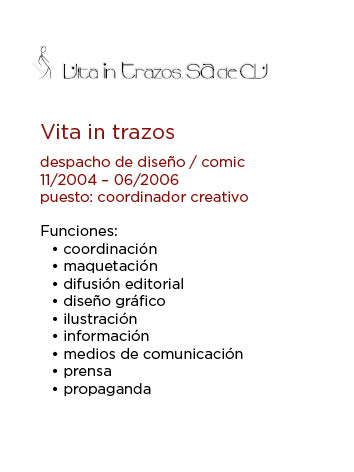 Vita in trazos, SA de CV
Vita in trazos
despacho de diseño / comic
11/2004 – 06/2006
puesto: coordinador creativo
Funciones:
• coordinación
• maquetación
• difusión editorial
• diseño gráfico
• ilustración
• información
• medios de comunicación
• prensa
• propaganda